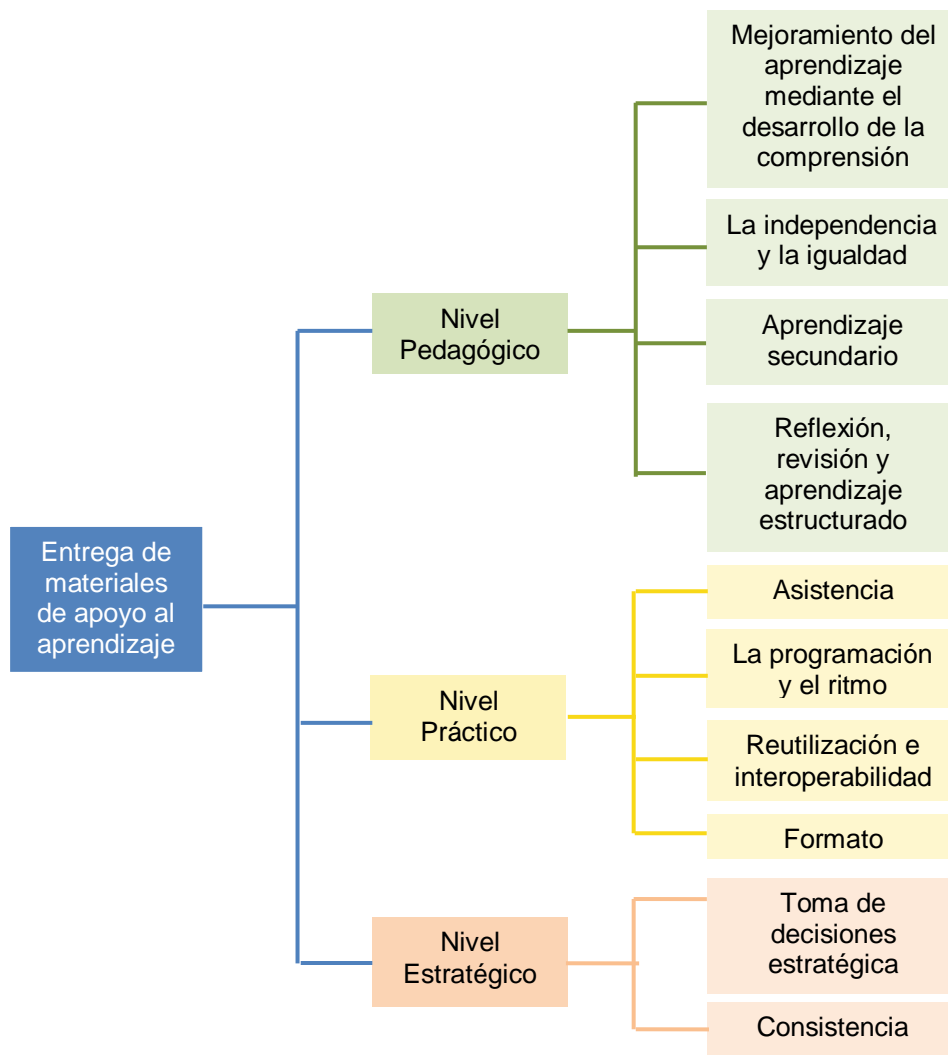 Mejoramiento del
aprendizaje
mediante el
desarrollo de la
comprensión
La independencia
y la igualdad
Nivel
Pedagógico
Aprendizaje
secundario
Reflexión,
revisión y
aprendizaje
estructurado
Entrega de
materiales
de apoyo al
aprendizaje
Asistencia
La programación
y el ritmo
Nivel
Práctico
Reutilización e
interoperabilidad
Formato
Nivel
Estratégico
Toma de
decisiones
estratégica
Consistencia